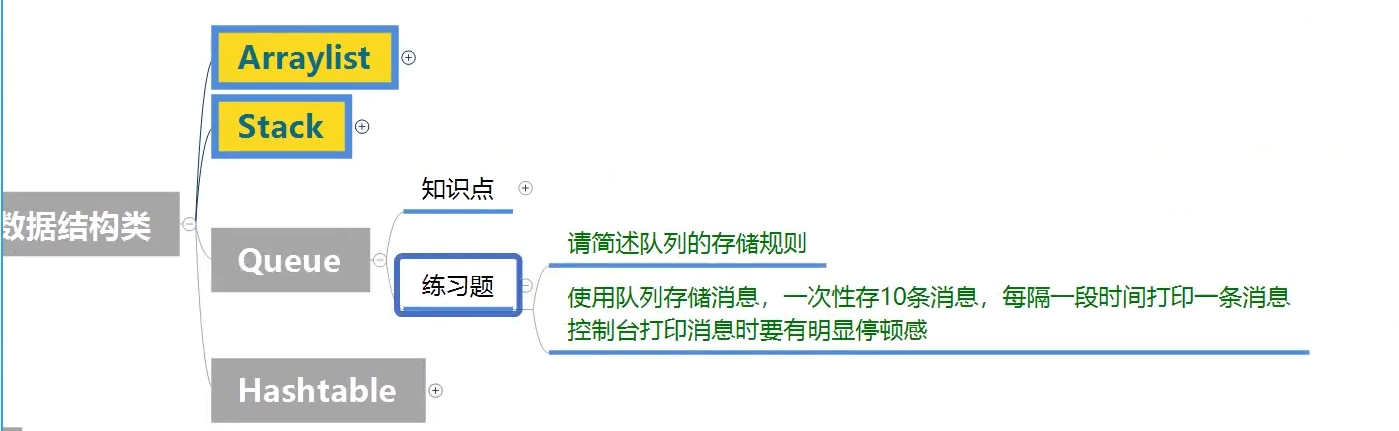 Arraylist
Stack
数据结构类
知识点
Queue
练习题
请简述队列的存储规则
使用队列存储消息，一次性存10条消息，每隔一段时间打印一条消息
控制台打印消息时要有明显停顿感
Hashtable